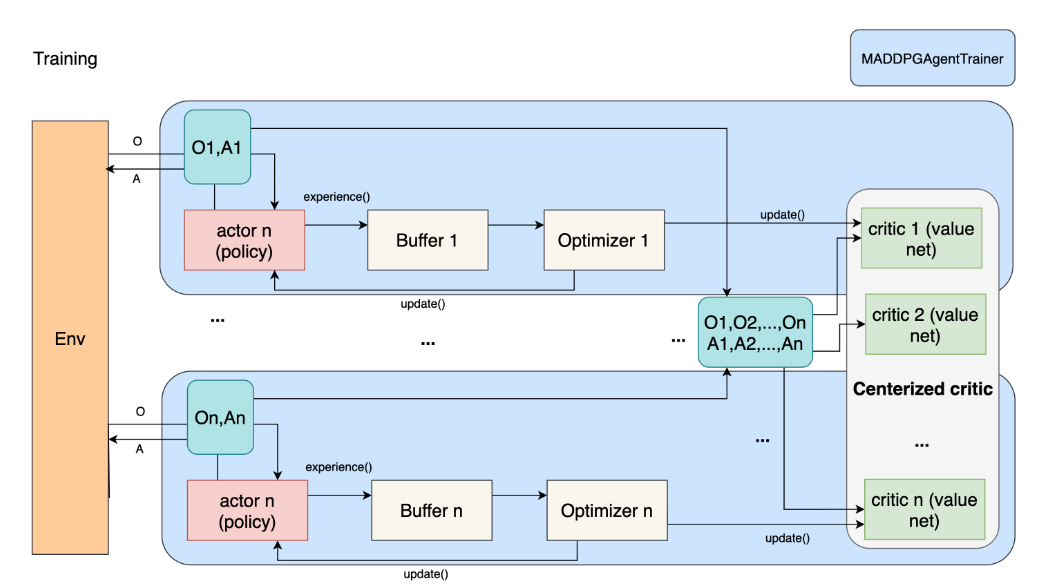 Training
MADDPGAgentTrainer
O
A
O1,A1
experience()
actor n
(policy)
Buffer 1
Optimizer 1
update()
critic 1 (value
net)
update()
...
...
...
O1,O2,...,On
A1,A2,...,An
critic 2 (value
net)
Env
Centerized critic
O
A
On,An
...
...
experience()
actor n
(policy)
Buffer n
Optimizer n
critic n (value
net)
update()
update()